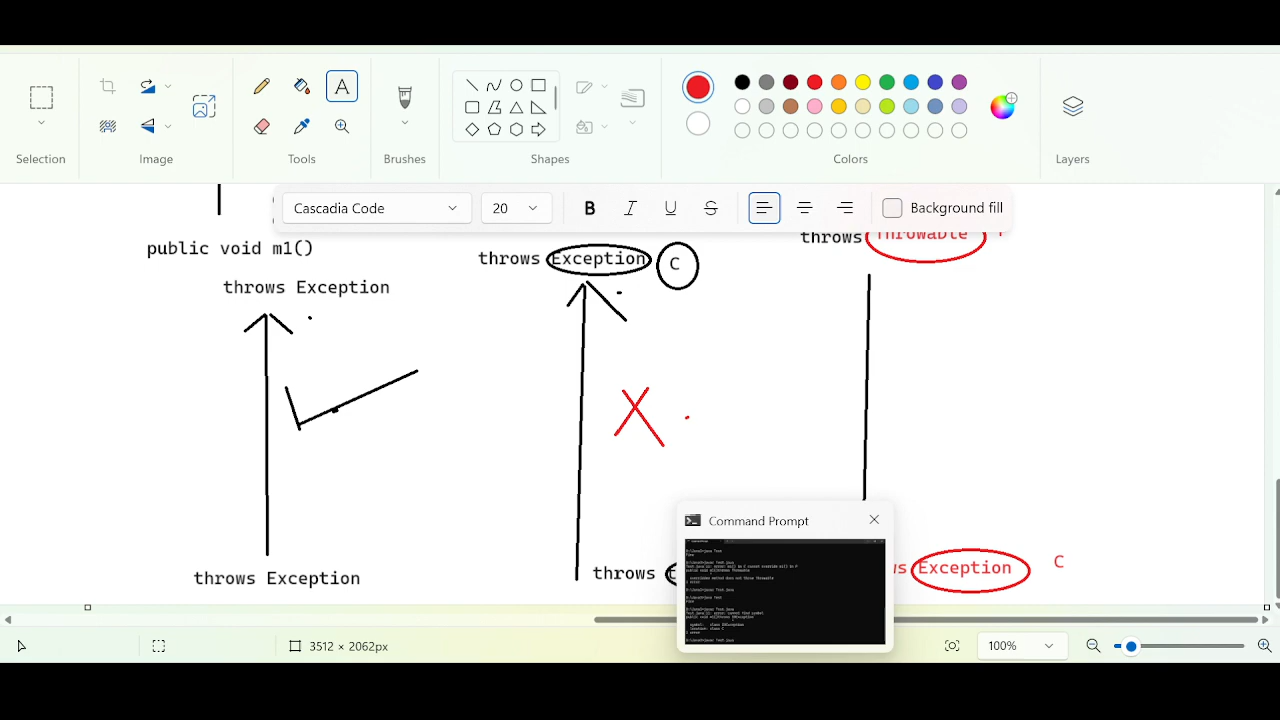 Selection
Image
Tools
Brushes
Shapes
Colors
Layers
A
Cascadia Code
20
B I U S
Background fill
public void m1()
throws Exception
throws Exception
C
throws Throwable
throws Exception
throws
Exception
C
Command Prompt
3512 × 2062px
100%